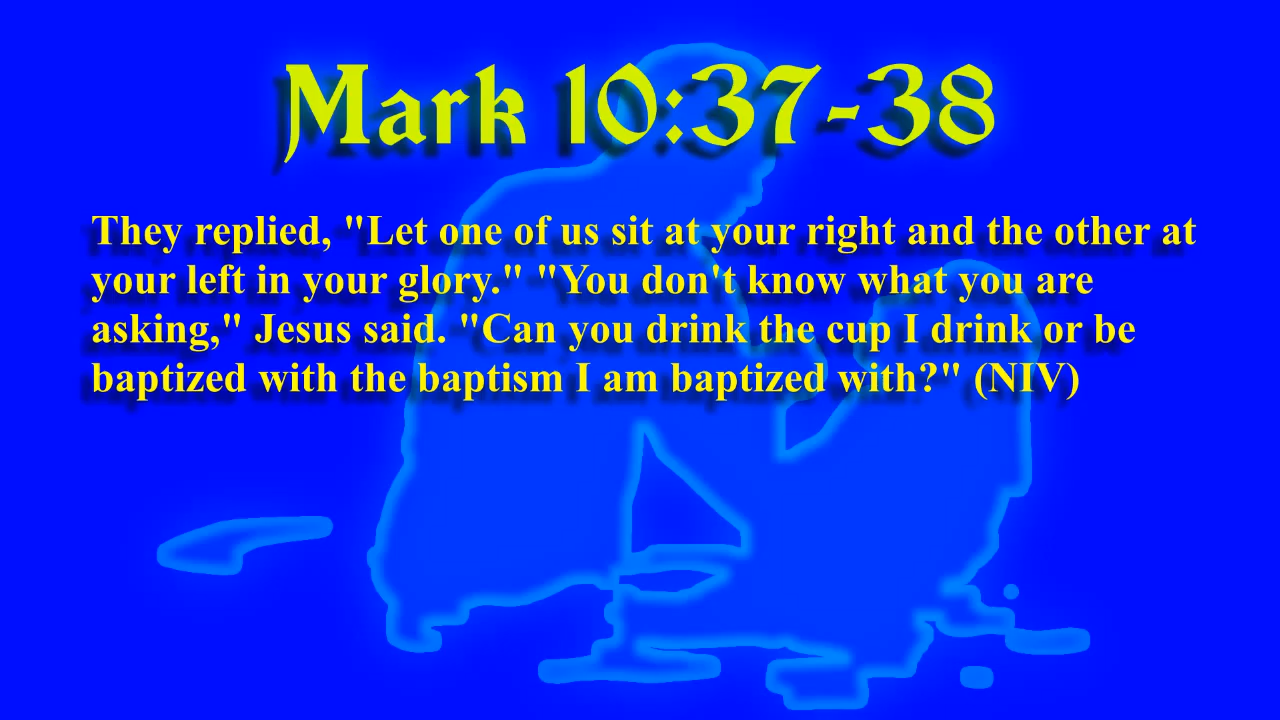 Mark 10:37-38
They replied, "Let one of us sit at your right and the other at
your left in your glory." "You don't know what you are
asking," Jesus said. "Can you drink the cup I drink or be
baptized with the baptism I am baptized with?" (NIV)